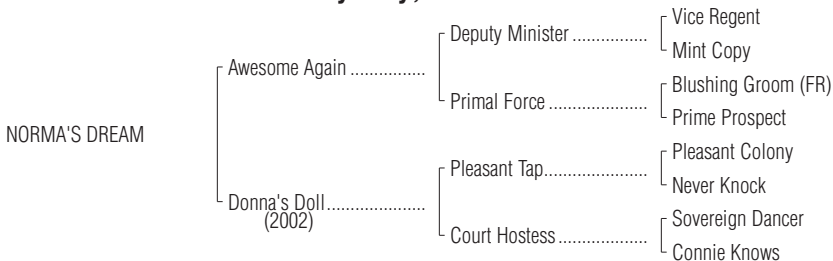 Deputy Minister ................
Vice Regent
Mint Copy
Awesome Again ................
Primal Force .....................
Blushing Groom (FR)
Prime Prospect
NORMA'S DREAM
Pleasant Tap......................
Pleasant Colony
Never Knock
Donna's Doll.....................
(2002)
Court Hostess ...................
Sovereign Dancer
Connie Knows